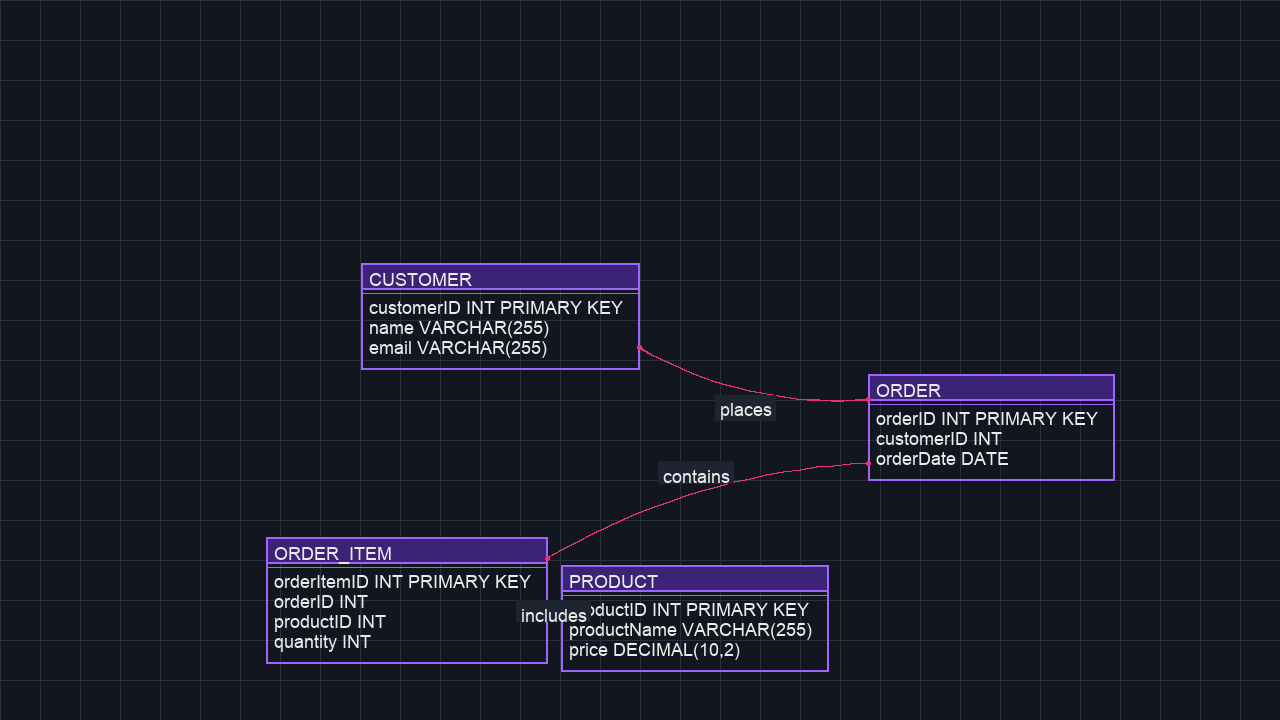 CUSTOMER
customerID INT PRIMARY KEY
name VARCHAR(255)
email VARCHAR(255)
places
ORDER
orderID INT PRIMARY KEY
customerID INT
orderDate DATE
contains
ORDER_ITEM
orderItemID INT PRIMARY KEY
orderID INT
productID INT
quantity INT
includes
PRODUCT
oductID INT PRIMARY KEY
productName VARCHAR(255)
price DECIMAL(10,2)